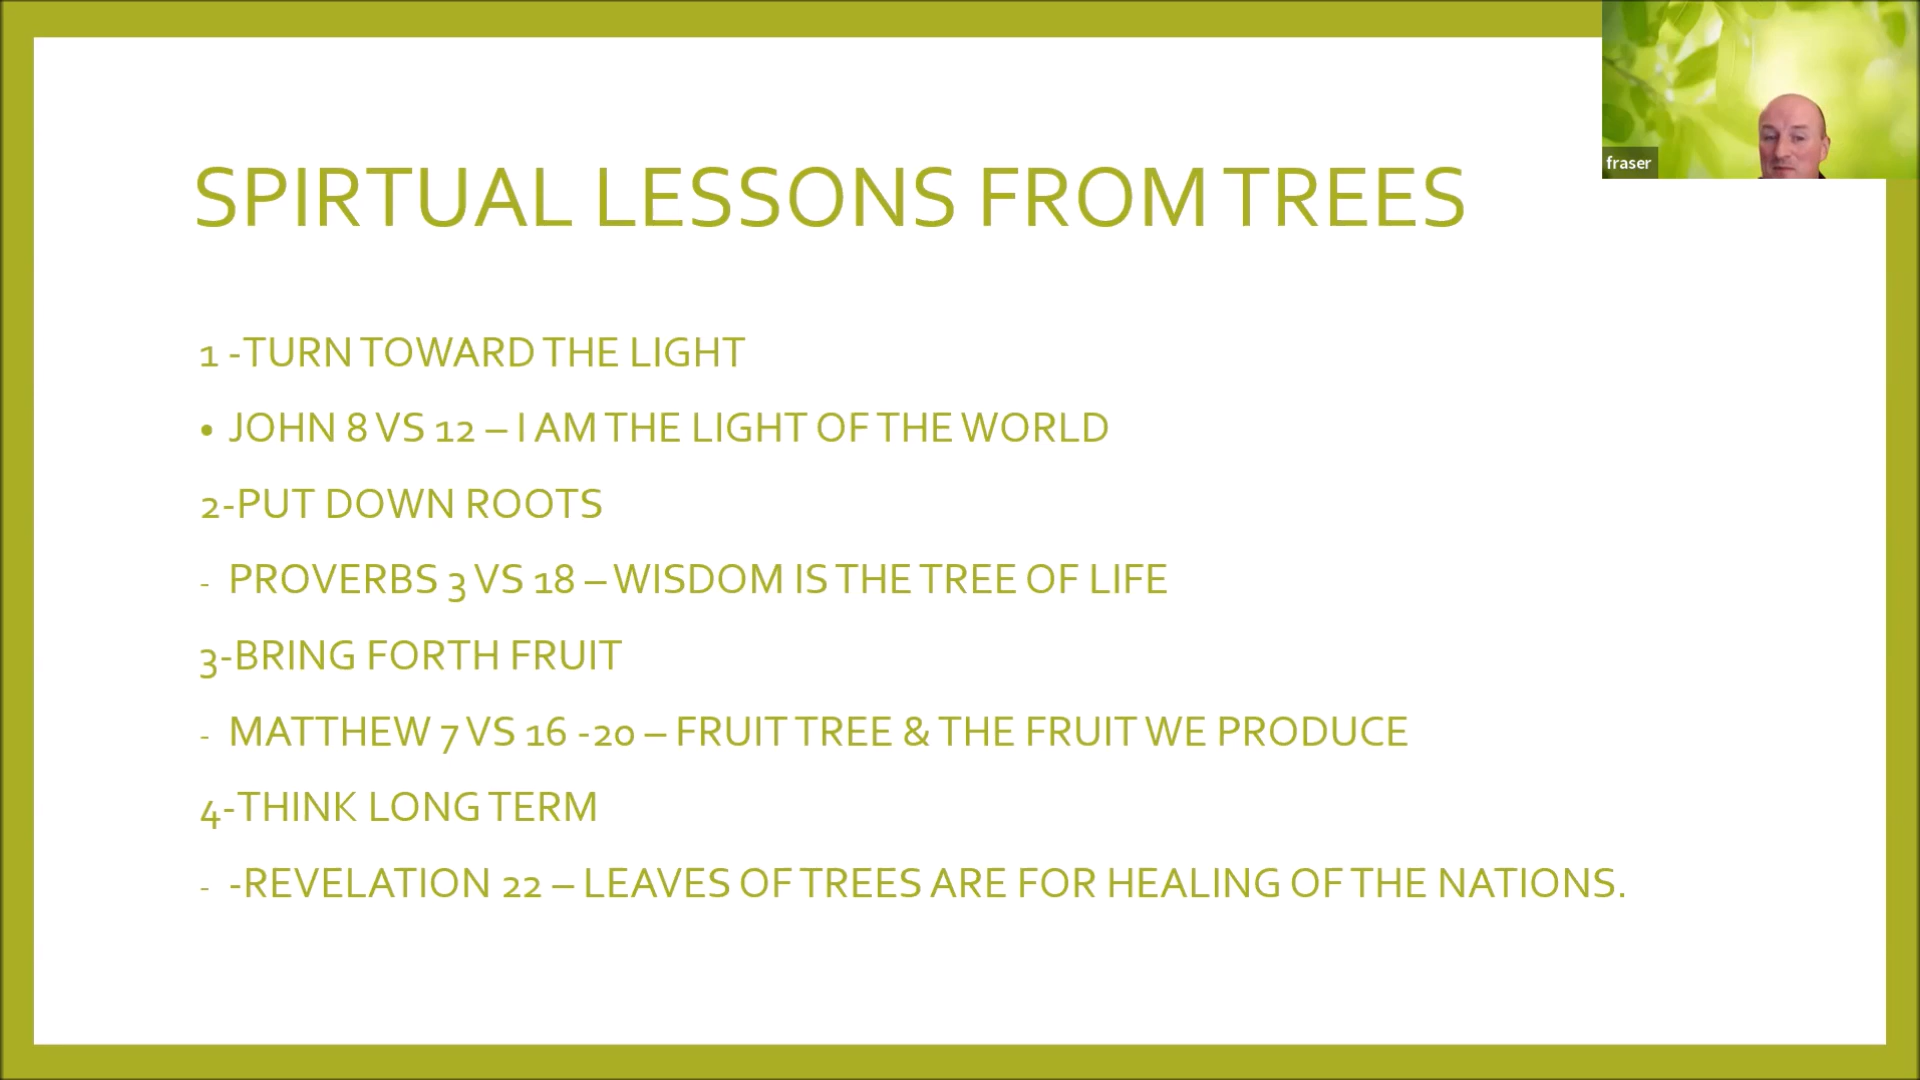 SPIRTUAL LESSONS FROM TREES
1 -TURN TOWARD THE LIGHT
• JOHN 8 VS 12 – I AM THE LIGHT OF THE WORLD
2-PUT DOWN ROOTS
- PROVERBS 3 VS 18 – WISDOM IS THE TREE OF LIFE
3-BRING FORTH FRUIT
- MATTHEW 7 VS 16 -20 – FRUIT TREE & THE FRUIT WE PRODUCE
4-THINK LONG TERM
- -REVELATION 22 – LEAVES OF TREES ARE FOR HEALING OF THE NATIONS.
fraser